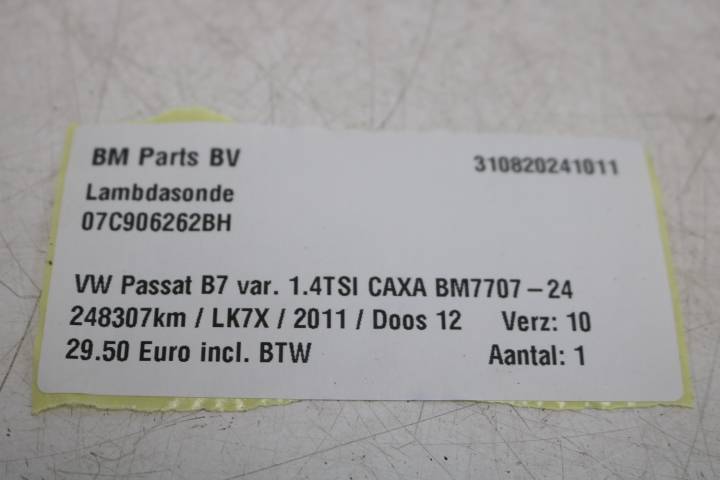 BM Parts BV 310820241011
Lambdasonde
07C906262BH
VW Passat B7 var. 1.4TSI CAXA BM7707-24
248307km / LK7X / 2011 / Doos 12 Verz: 10
29.50 Euro incl. BTW Aantal: 1